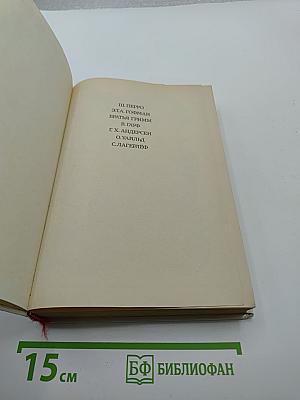 Ш. ПЕРРО
Э.Т.А. ГОФМАН
БРАТЬЯ ГРИММ
В. ГАУФ
Г. Х. АНДЕРСЕН
О. УАЙЛЬД
С. ЛАГЕРЛЁФ
15 см
БФ БИБЛИОФАН